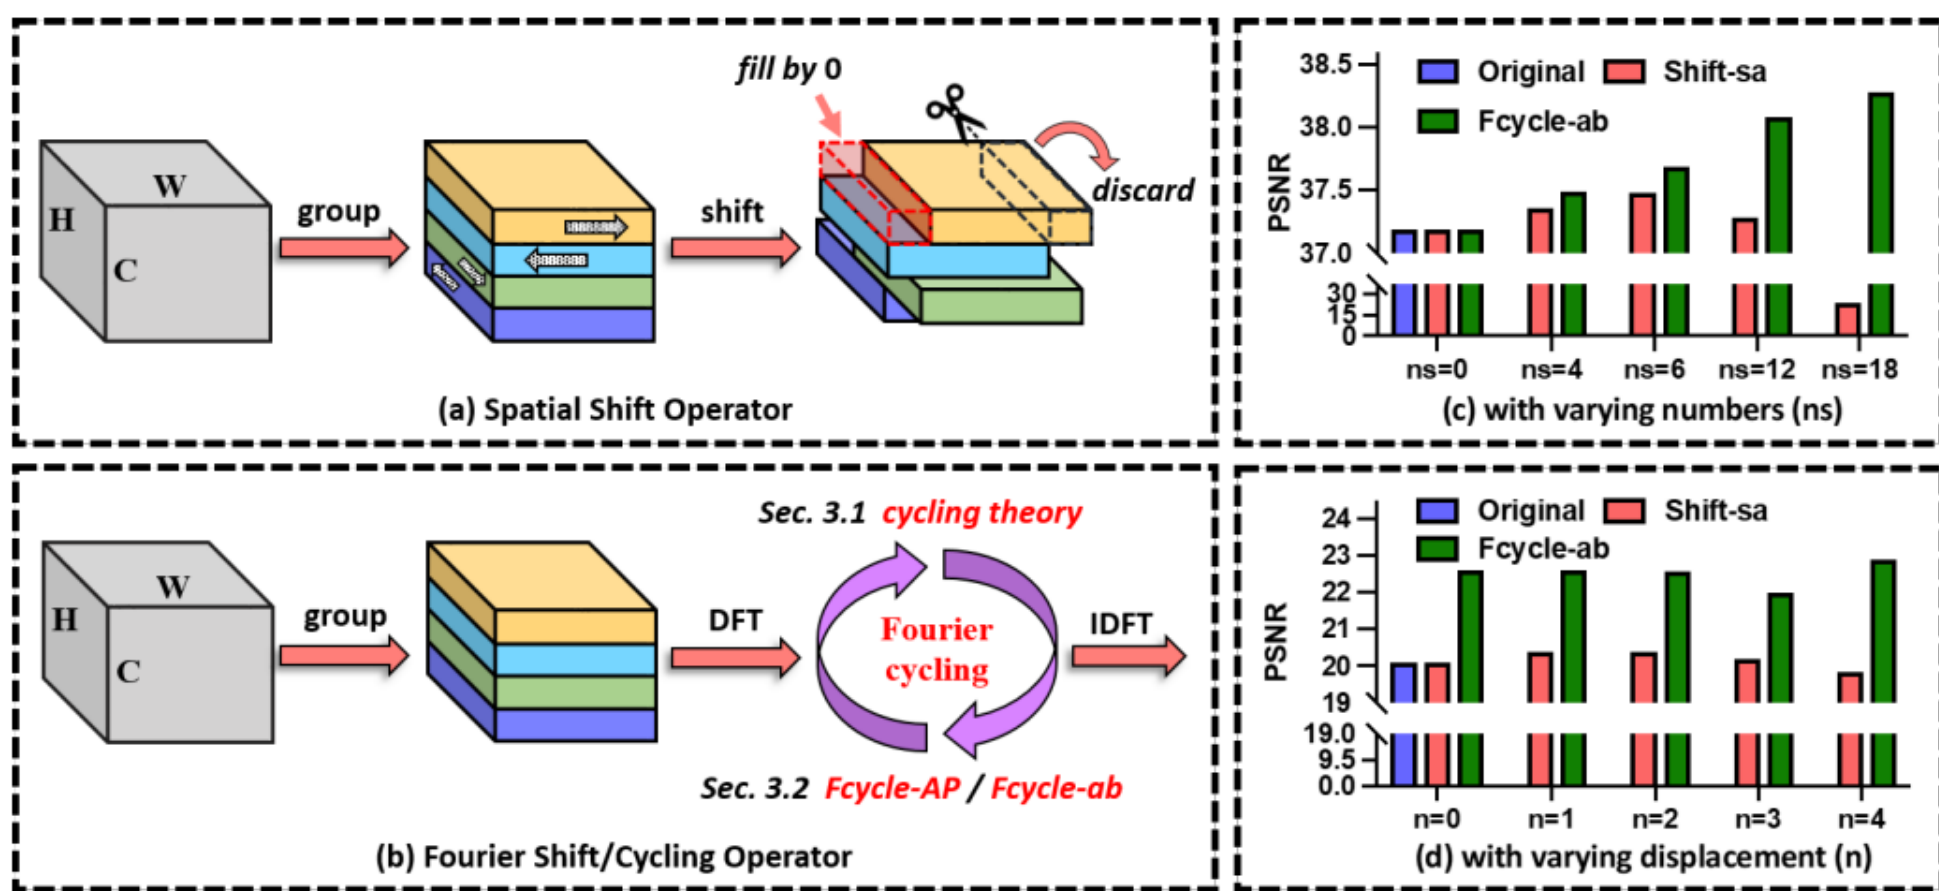 fill by 0
discard
W
H
C
group
shift
(a) Spatial Shift Operator
38.5
38.0
37.5
37.0
30
15
0
PSNR
Original Shift-sa
Fcycle-ab
ns=0 ns=4 ns=6 ns=12 ns=18
(c) with varying numbers (ns)
Sec. 3.1 cycling theory
W
H
C
group
DFT
Fourier
cycling
IDFT
Sec. 3.2 Fcycle-AP / Fcycle-ab
(b) Fourier Shift/Cycling Operator
24
23
22
21
20
19
19.0
9.5
0.0
PSNR
Original Shift-sa
Fcycle-ab
n=0 n=1 n=2 n=3 n=4
(d) with varying displacement (n)